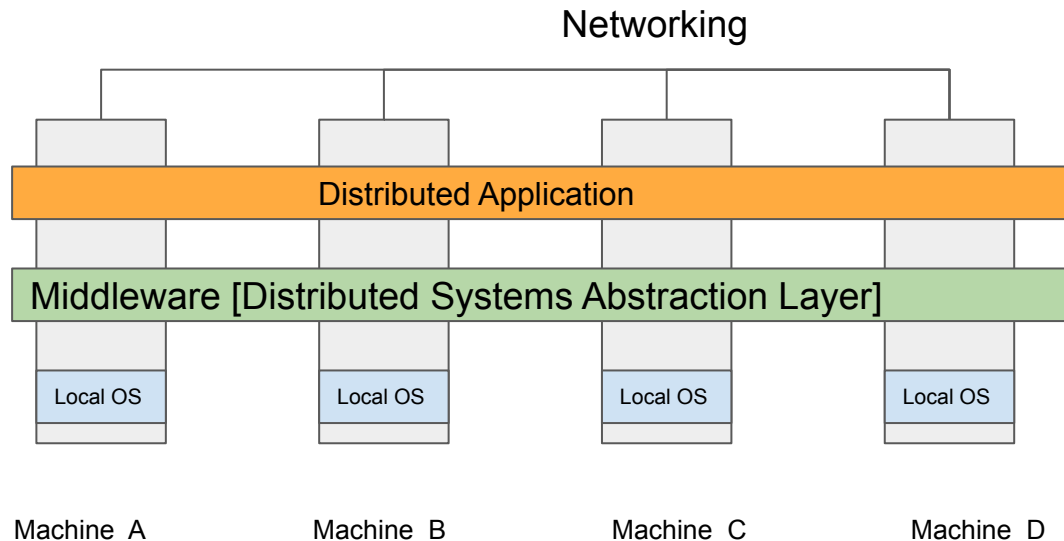 Networking
Distributed Application
Middleware [Distributed Systems Abstraction Layer]
Local OS
Local OS
Local OS
Local OS
Machine A
Machine B
Machine C
Machine D